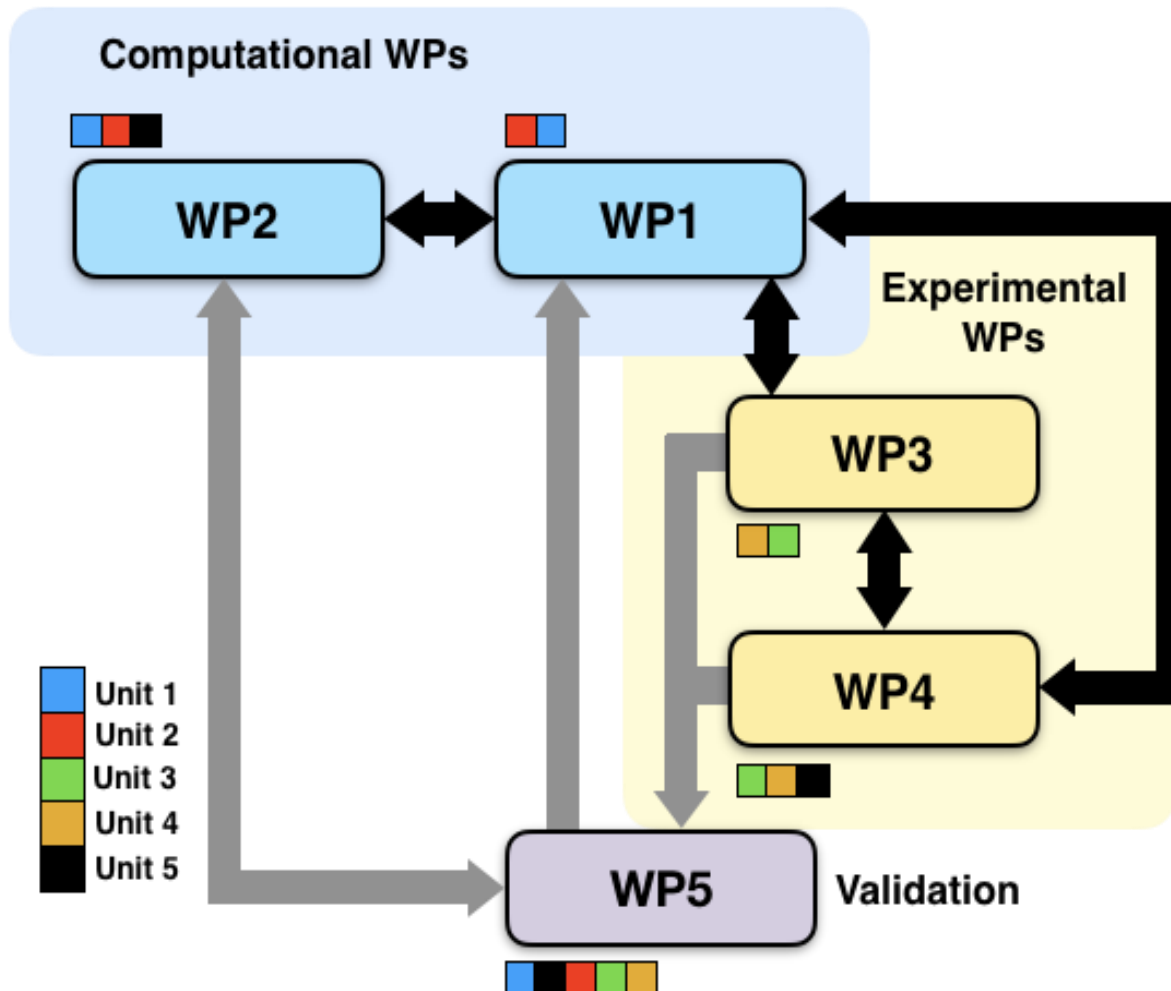 Computational WPs
WP2
WP1
Experimental
WPs
WP3
WP4
Unit 1
Unit 2
Unit 3
Unit 4
Unit 5
WP5
Validation